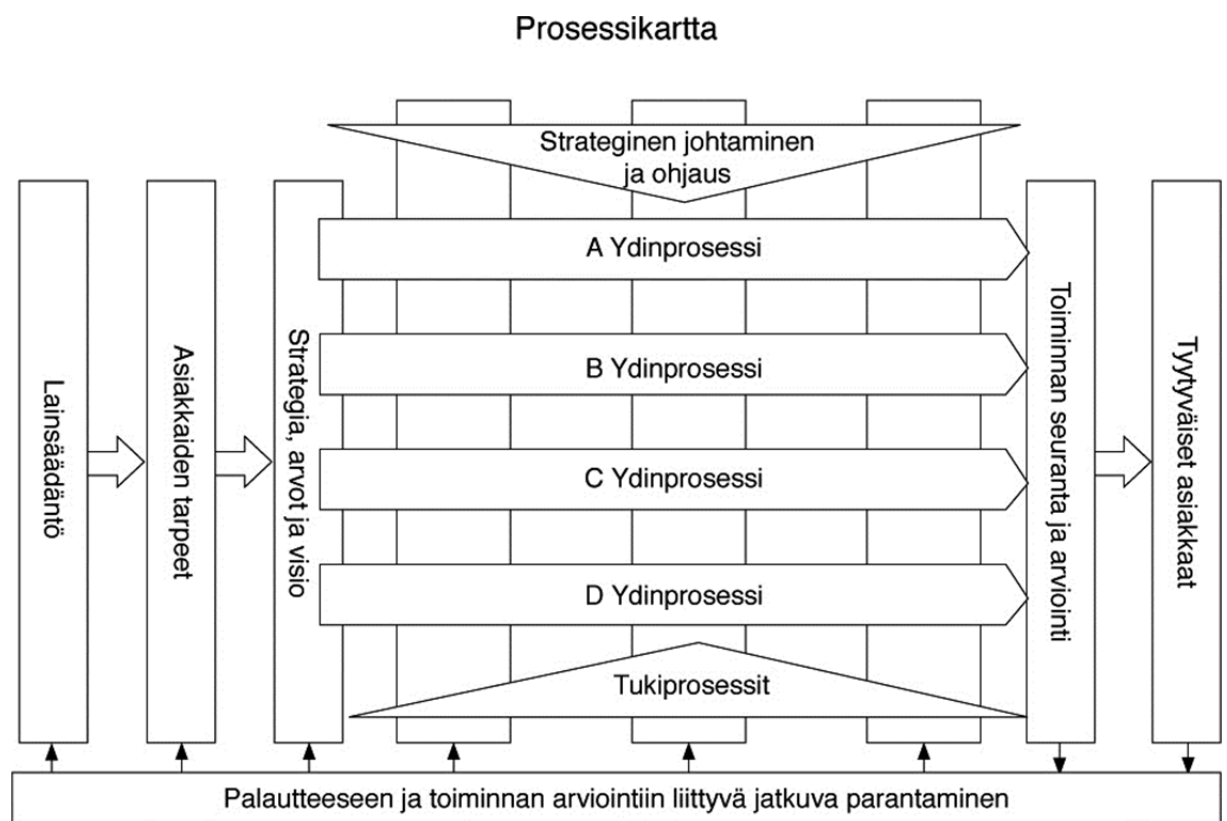 Prosessikartta
Strateginen johtaminen
ja ohjaus
Lainsäädäntö
Asiakkaiden tarpeet
Strategia, arvot ja visio
A Ydinprosessi
B Ydinprosessi
C Ydinprosessi
D Ydinprosessi
Tukiprosessit
Toiminnan seuranta ja arviointi
Tyytyväiset asiakkaat
Palautteeseen ja toiminnan arviointiin liittyvä jatkuva parantaminen